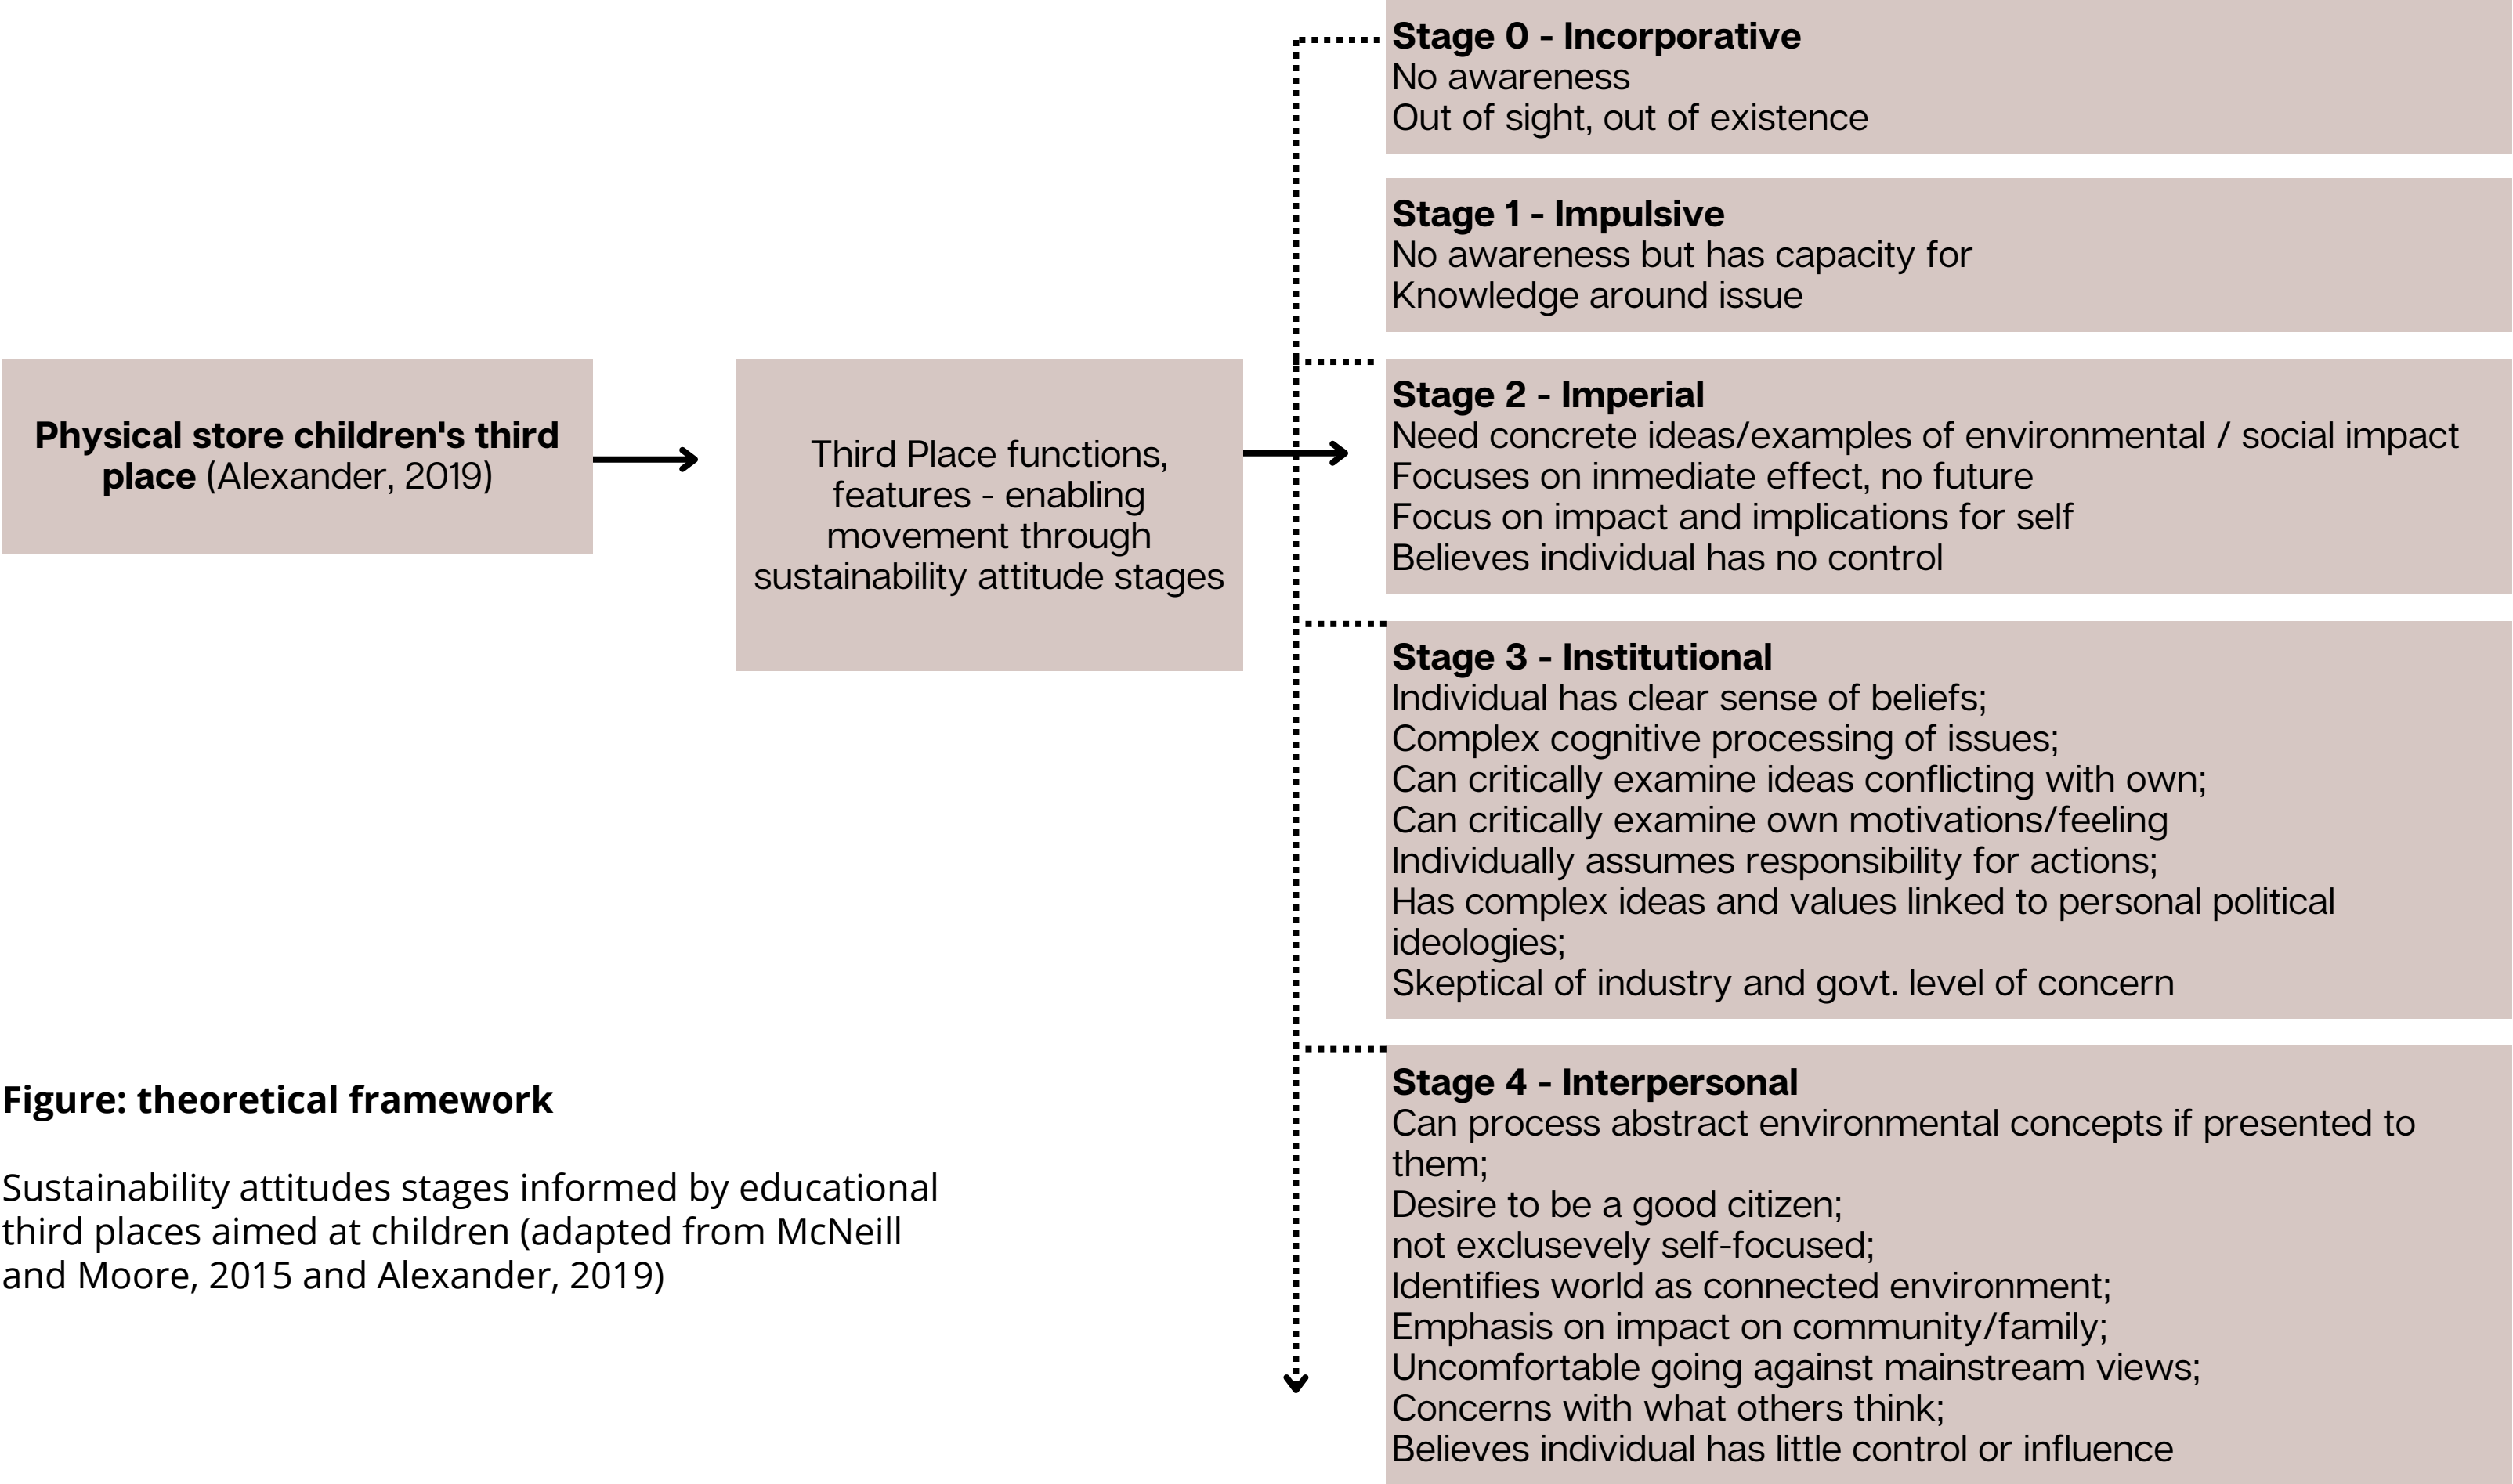 Physical store children's third
place (Alexander, 2019)
Third Place functions,
features - enabling
movement through
sustainability attitude stages
Stage 0 - Incorporative
No awareness
Out of sight, out of existence
Stage 1 - Impulsive
No awareness but has capacity for
Knowledge around issue
Stage 2 - Imperial
Need concrete ideas/examples of environmental / social impact
Focuses on inmediate effect, no future
Focus on impact and implications for self
Believes individual has no control
Stage 3 - Institutional
Individual has clear sense of beliefs;
Complex cognitive processing of issues;
Can critically examine ideas conflicting with own;
Can critically examine own motivations/feeling
Individually assumes responsibility for actions;
Has complex ideas and values linked to personal political
ideologies;
Skeptical of industry and govt. level of concern
Stage 4 - Interpersonal
Can process abstract environmental concepts if presented to
them;
Desire to be a good citizen;
not exclusevely self-focused;
Identifies world as connected environment;
Emphasis on impact on community/family;
Uncomfortable going against mainstream views;
Concerns with what others think;
Believes individual has little control or influence
Figure: theoretical framework
Sustainability attitudes stages informed by educational
third places aimed at children (adapted from McNeill
and Moore, 2015 and Alexander, 2019)